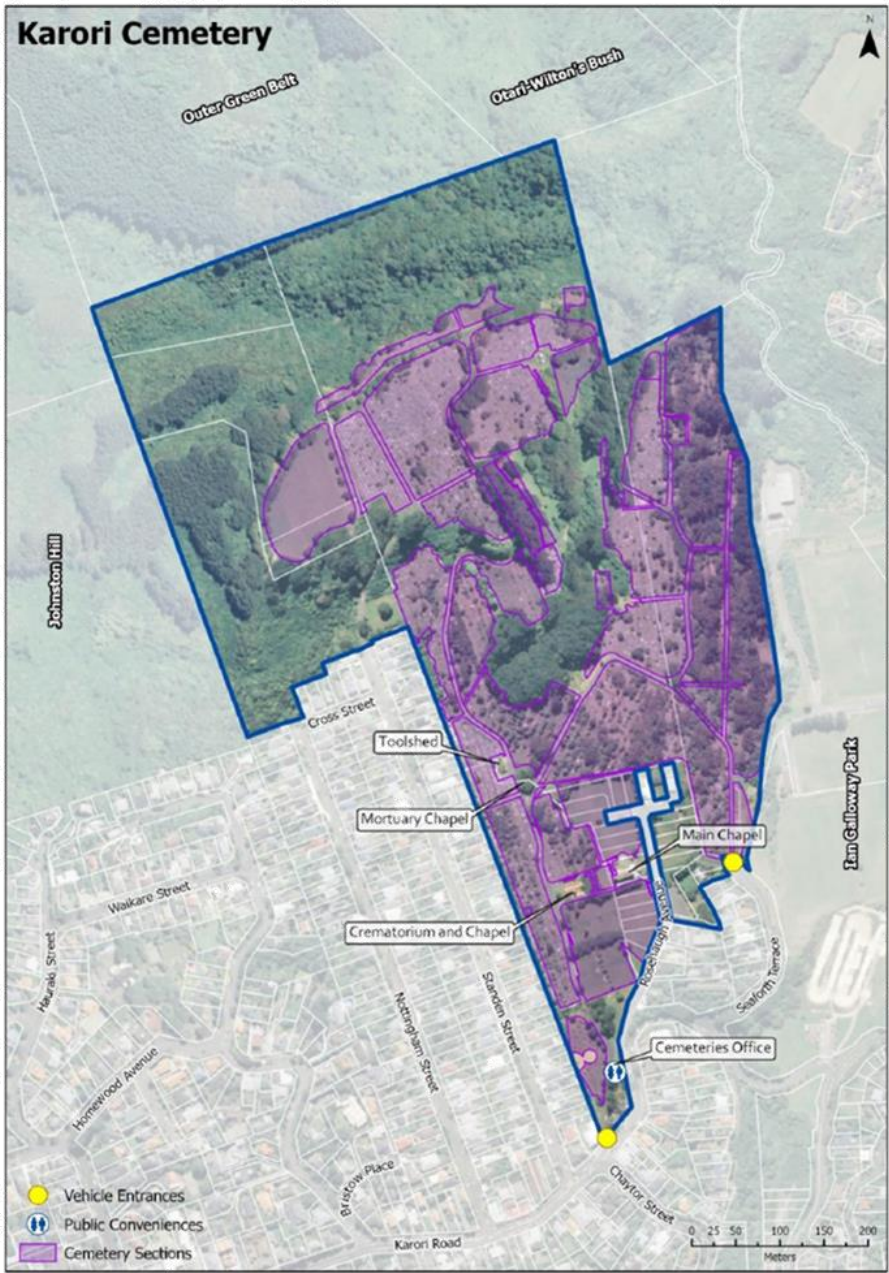 Karori Cemetery
N
Outer Green Belt
Otari-Wilton's Bush
Johnston Hill
Cross Street
Toolshed
Mortuary Chapel
Ian Galloway Park
Main Chapel
Waikare Street
Crematorium and Chapel
Rosehaugh Avenue
Hauraki Street
Standen Street
Seaforth Terrace
Nottingham Street
Cemeteries Office
Homewood Avenue
Bristow Place
Chaytor Street
Karori Road
Vehicle Entrances
Public Conveniences
Cemetery Sections
0 25 50 100 150 200
Meters